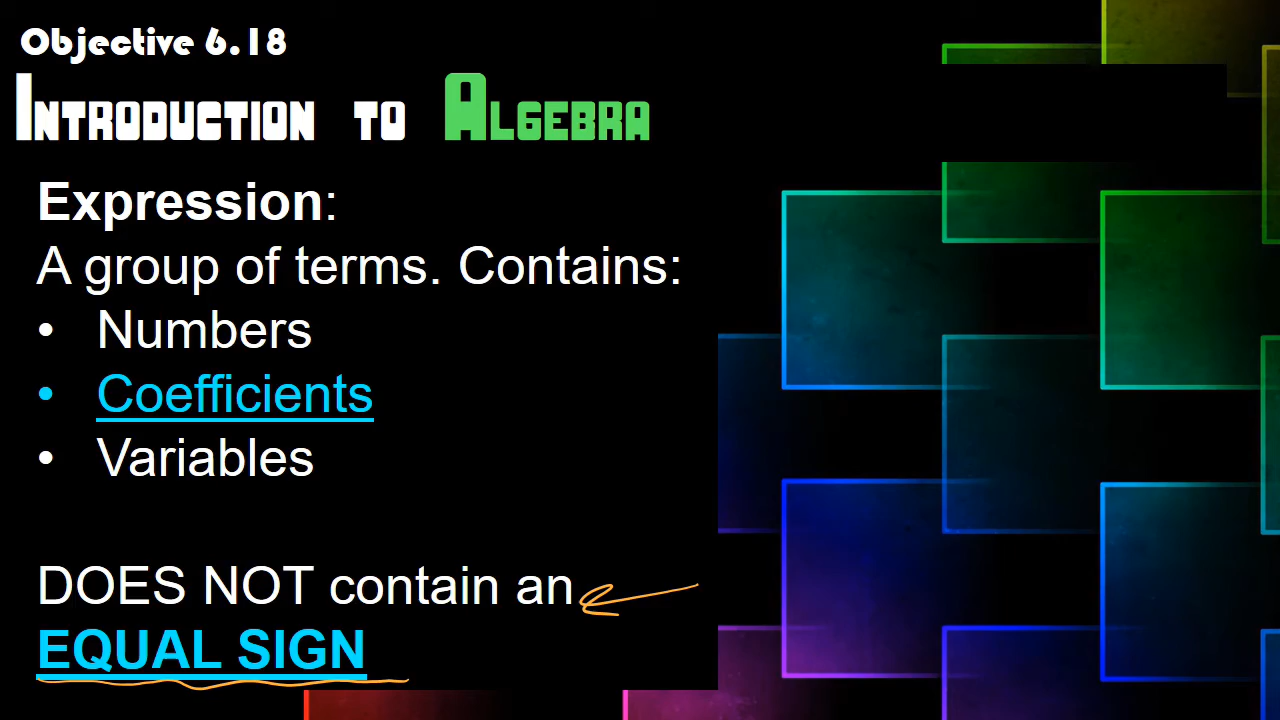 Objective 6.18
Introduction to Algebra
Expression:
A group of terms. Contains:
• Numbers
• Coefficients
• Variables
DOES NOT contain an
EQUAL SIGN